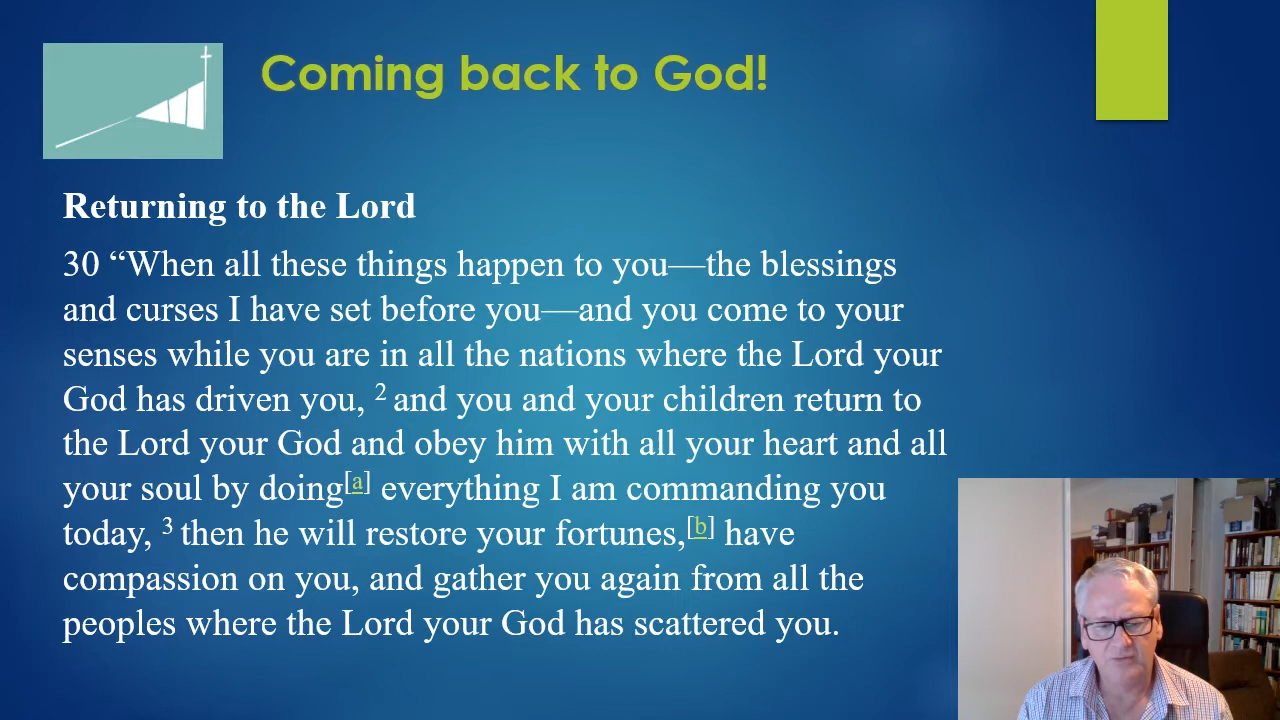 Coming back to God!
Returning to the Lord
30 “When all these things happen to you—the blessings
and curses I have set before you—and you come to your
senses while you are in all the nations where the Lord your
God has driven you, 2 and you and your children return to
the Lord your God and obey him with all your heart and all
your soul by doing[a] everything I am commanding you
today, 3 then he will restore your fortunes,[b] have
compassion on you, and gather you again from all the
peoples where the Lord your God has scattered you.